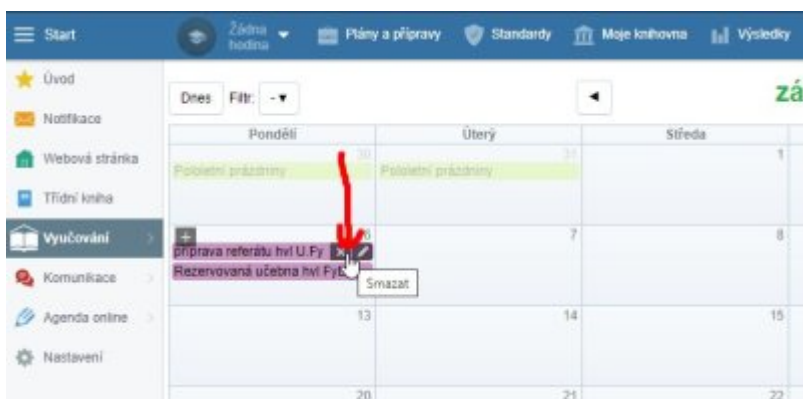 Start
Žádná
hodina
Plány a přípravy
Standardy
Moje knihovna
Výsledky
Úvod
Notifikace
Webová stránka
Třídní kniha
Vyučování
Komunikace
Agenda online
Nastavení
Dnes Filtr: -
zá
Pondělí Úterý Středa
30 31 1
Pololetní prázdniny Pololetní prázdniny
6 7 8
příprava referátu hvl U.Fy
Rezervovaná učebna hvl
Smazat
13 14 15
20 21 22